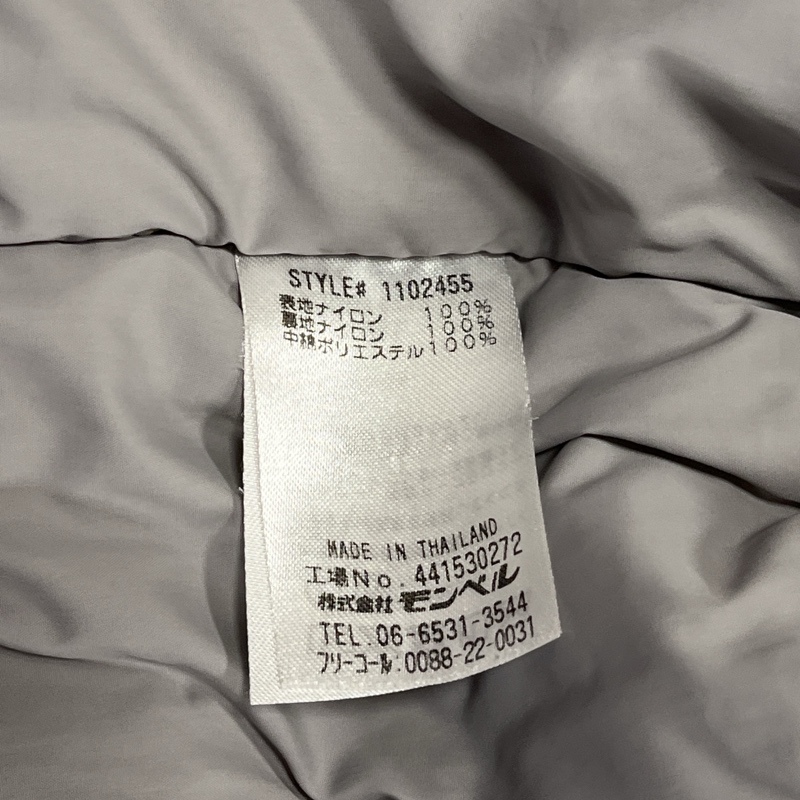 STYLE# 1102455
表地ナイロン 100%
裏地ナイロン 100%
中綿ポリエステル100%
MADE IN THAILAND
工場No. 441530272
株式会社 モンベル
TEL.06-6531-3544
フリーコール:0088-22-0031